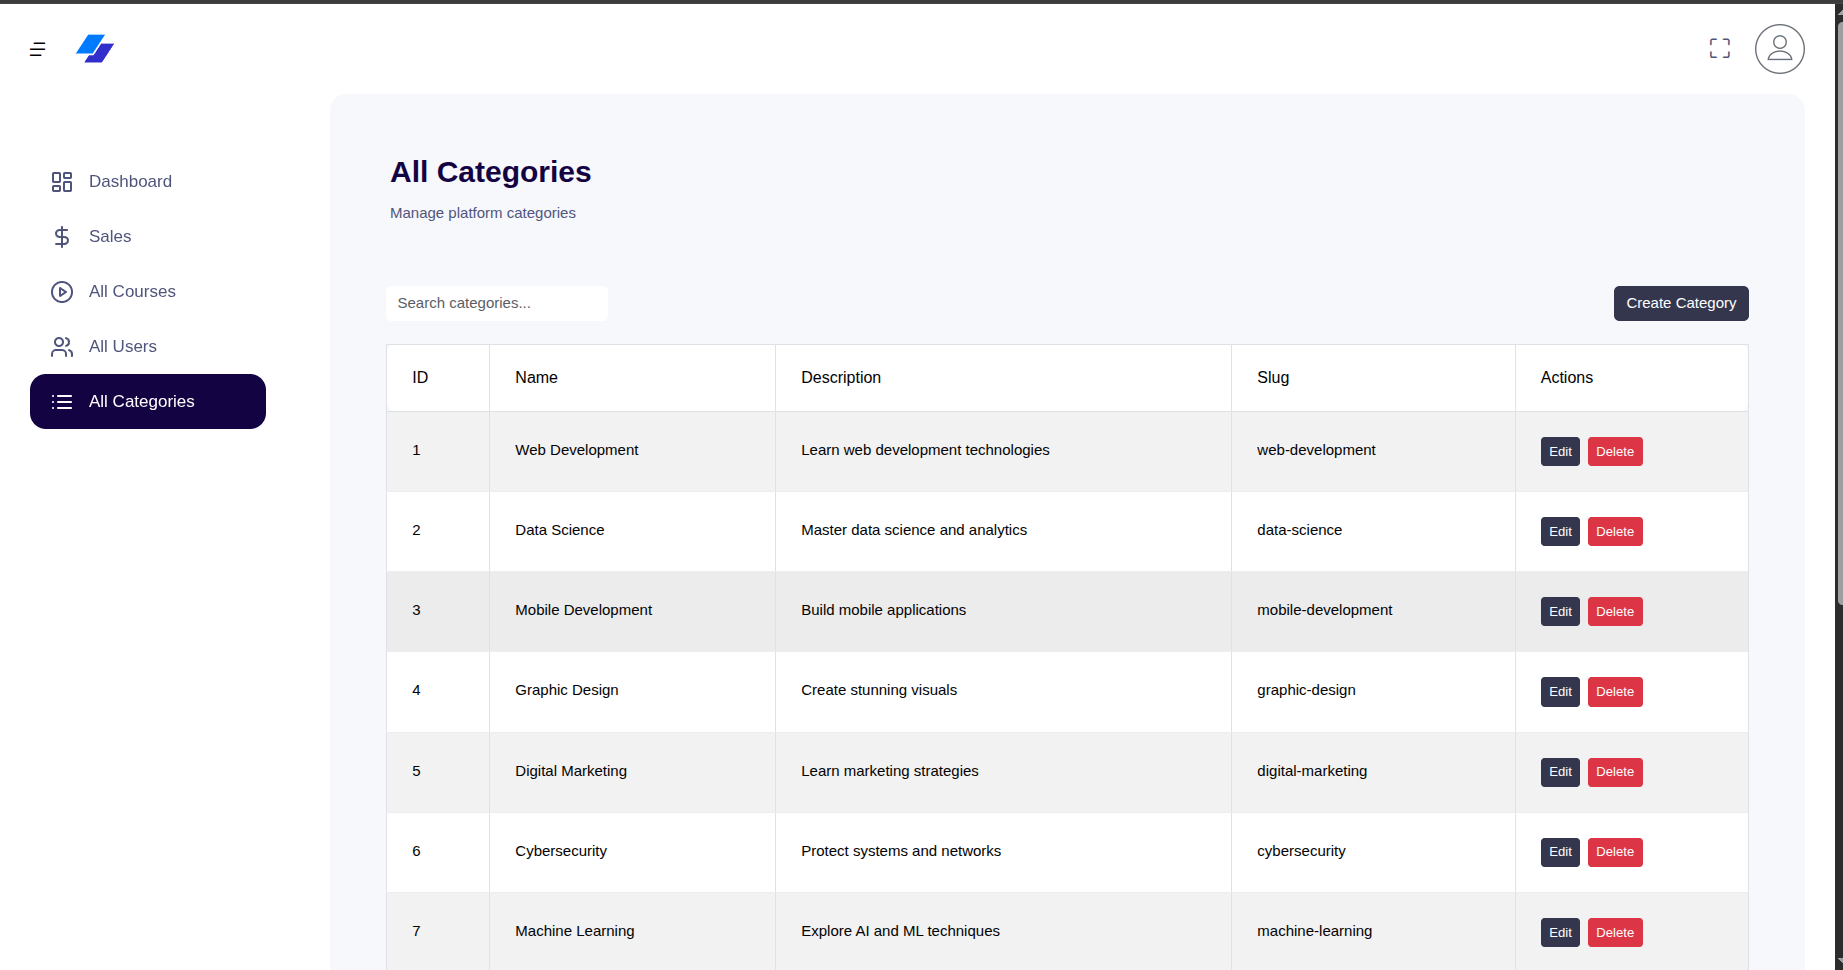 Dashboard
Sales
All Courses
All Users
All Categories
All Categories
Manage platform categories
Search categories...
Create Category
ID Name Description Slug Actions
1 Web Development Learn web development technologies web-development Edit Delete
2 Data Science Master data science and analytics data-science Edit Delete
3 Mobile Development Build mobile applications mobile-development Edit Delete
4 Graphic Design Create stunning visuals graphic-design Edit Delete
5 Digital Marketing Learn marketing strategies digital-marketing Edit Delete
6 Cybersecurity Protect systems and networks cybersecurity Edit Delete
7 Machine Learning Explore AI and ML techniques machine-learning Edit Delete